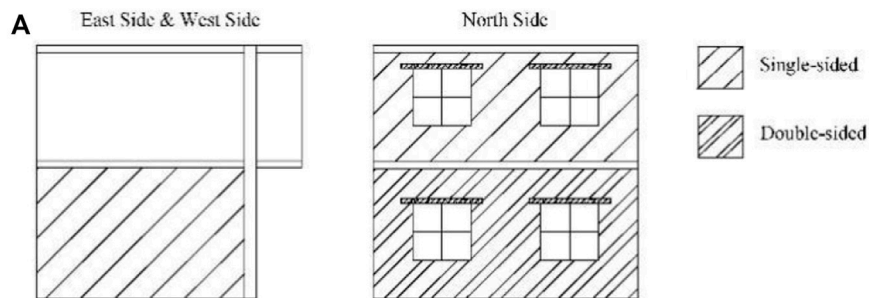 A
East Side & West Side
North Side
Single-sided
Double-sided